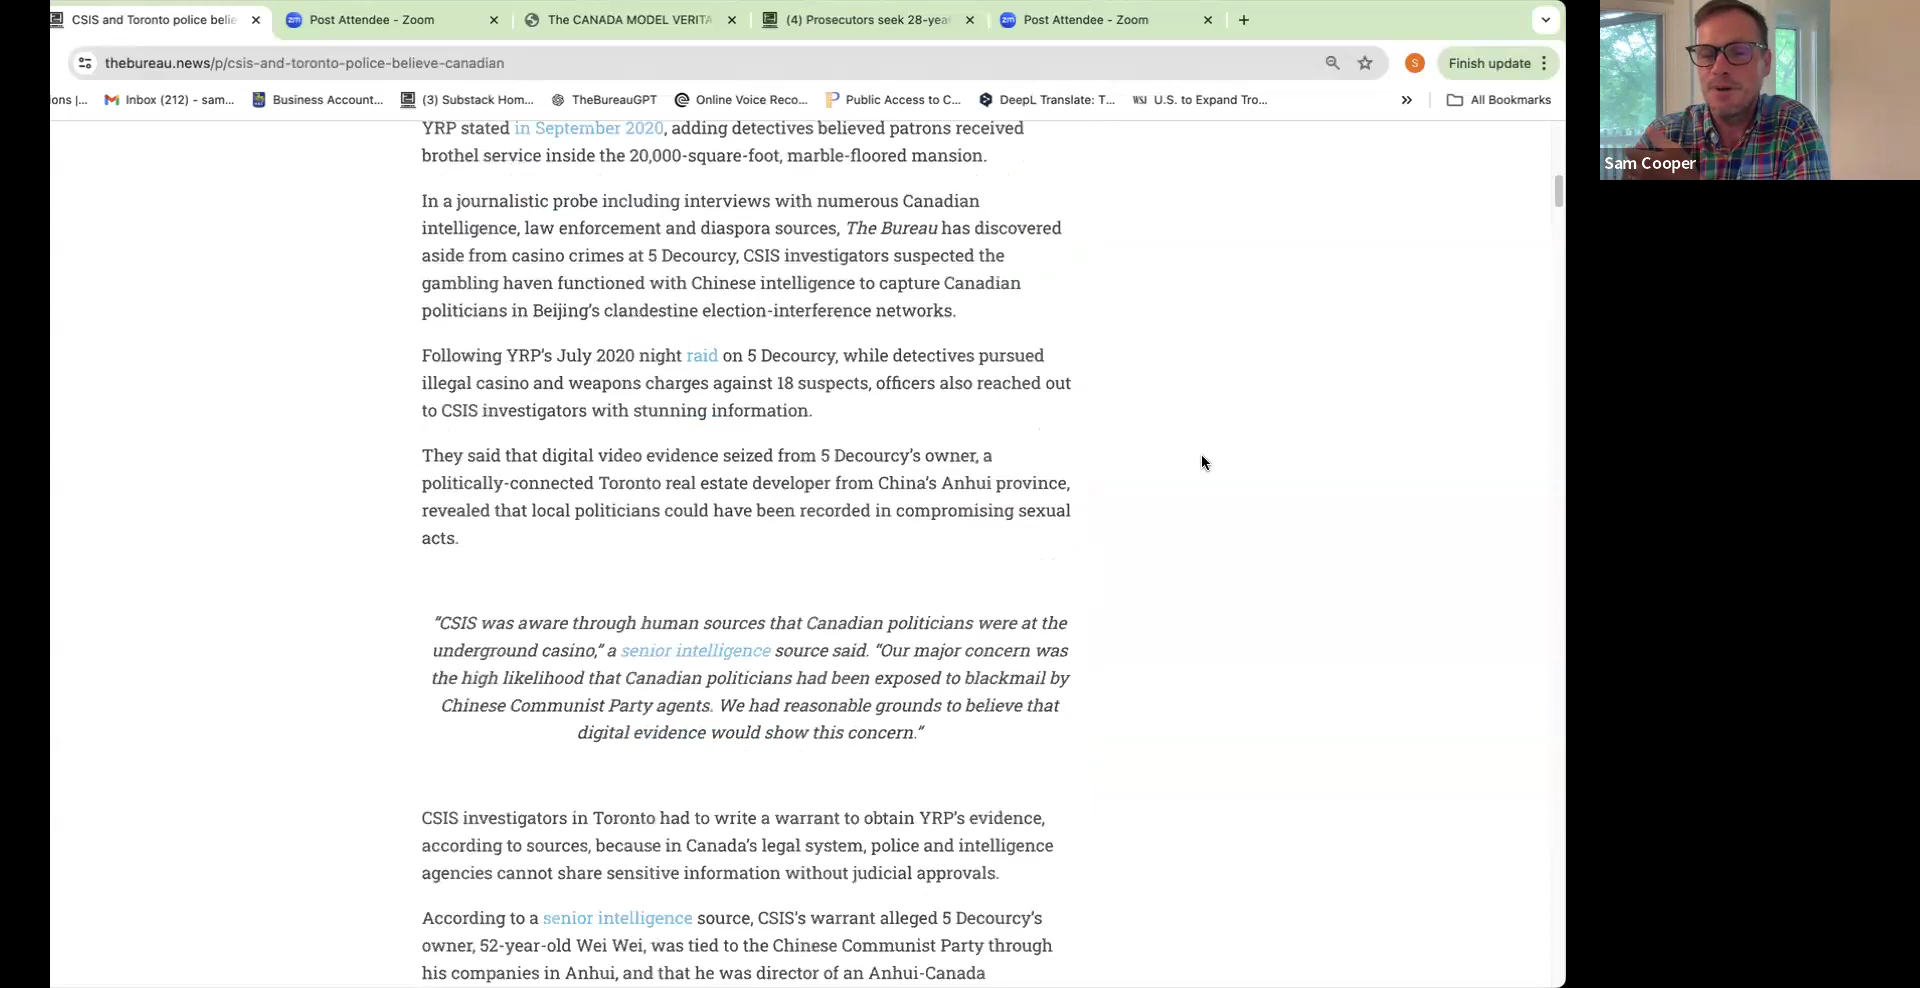 CSIS and Toronto police belie
Post Attendee - Zoom
The CANADA MODEL VERITA
(4) Prosecutors seek 28-yea
Post Attendee - Zoom
thebureau.news/p/csis-and-toronto-police-believe-canadian
S
Finish update
ions |...
Inbox (212) - sam...
Business Account...
(3) Substack Hom...
TheBureauGPT
Online Voice Reco...
Public Access to C...
DeepL Translate: T...
WSJ
U.S. to Expand Tro...
All Bookmarks
Sam Cooper
YRP stated in September 2020, adding detectives believed patrons received
brothel service inside the 20,000-square-foot, marble-floored mansion.
In a journalistic probe including interviews with numerous Canadian
intelligence, law enforcement and diaspora sources, The Bureau has discovered
aside from casino crimes at 5 Decourcy, CSIS investigators suspected the
gambling haven functioned with Chinese intelligence to capture Canadian
politicians in Beijing’s clandestine election-interference networks.
Following YRP’s July 2020 night raid on 5 Decourcy, while detectives pursued
illegal casino and weapons charges against 18 suspects, officers also reached out
to CSIS investigators with stunning information.
They said that digital video evidence seized from 5 Decourcy’s owner, a
politically-connected Toronto real estate developer from China’s Anhui province,
revealed that local politicians could have been recorded in compromising sexual
acts.
“CSIS was aware through human sources that Canadian politicians were at the
underground casino,” a senior intelligence source said. “Our major concern was
the high likelihood that Canadian politicians had been exposed to blackmail by
Chinese Communist Party agents. We had reasonable grounds to believe that
digital evidence would show this concern.”
CSIS investigators in Toronto had to write a warrant to obtain YRP’s evidence,
according to sources, because in Canada’s legal system, police and intelligence
agencies cannot share sensitive information without judicial approvals.
According to a senior intelligence source, CSIS’s warrant alleged 5 Decourcy’s
owner, 52-year-old Wei Wei, was tied to the Chinese Communist Party through
his companies in Anhui, and that he was director of an Anhui-Canada